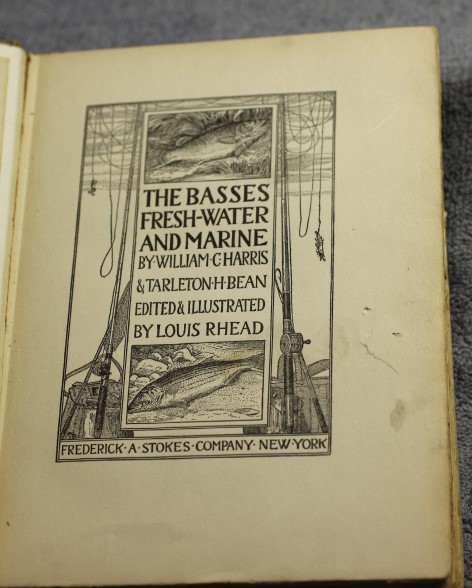 THE BASSES
FRESH-WATER
AND MARINE
BY·WILLIAM·C·HARRIS
& TARLETON·H·BEAN
EDITED & ILLUSTRATED
BY LOUIS RHEAD
FREDERICK·A·STOKES·COMPANY·NEW·YORK